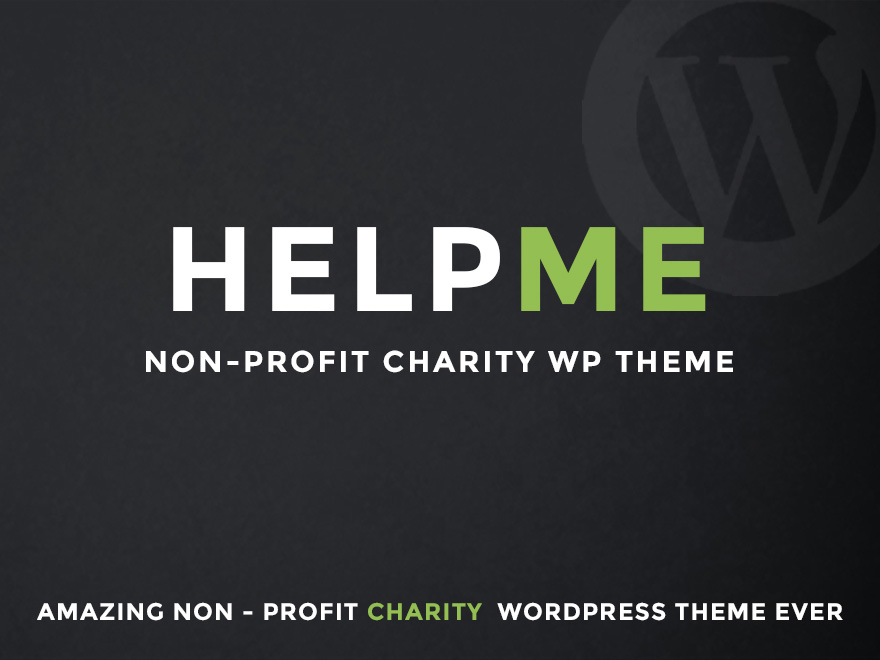 HELPME
NON-PROFIT CHARITY WP THEME
AMAZING NON - PROFIT CHARITY WORDPRESS THEME EVER